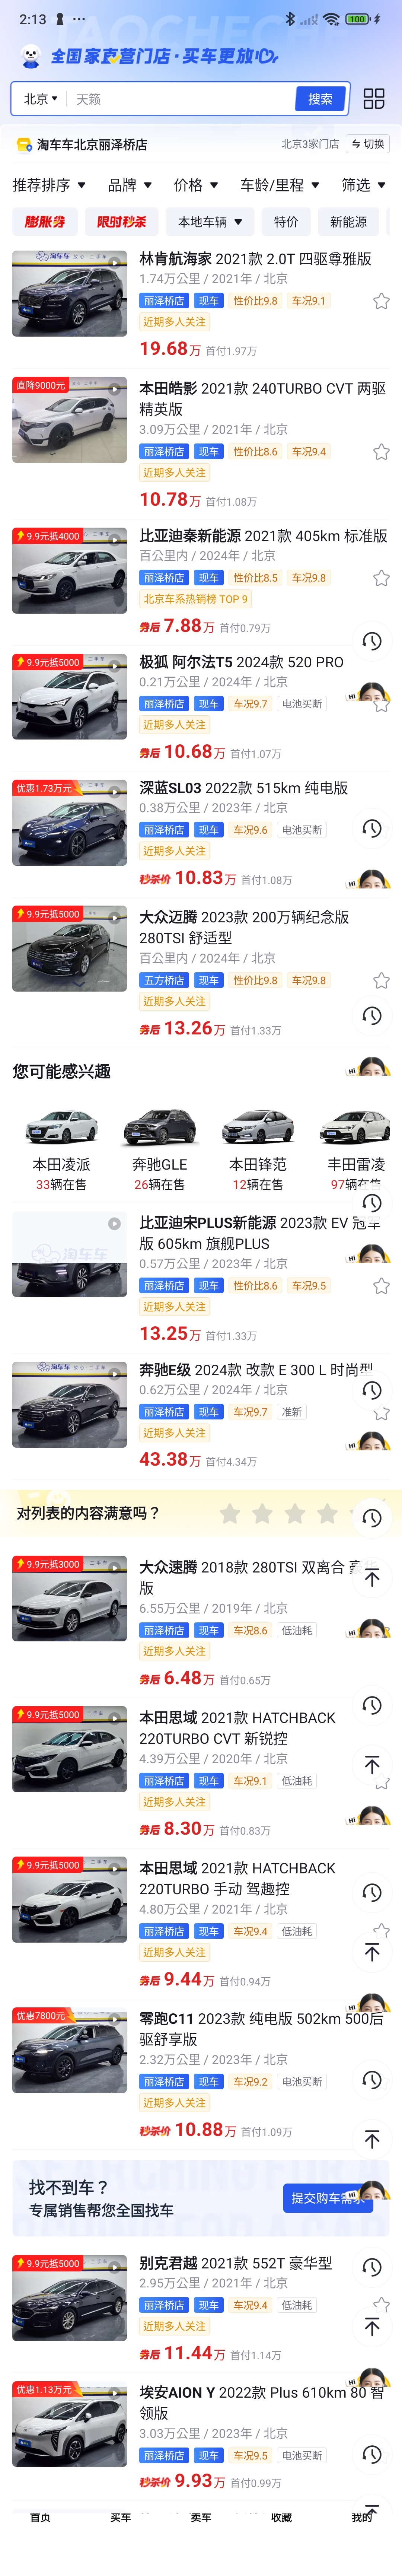 2:13
100
全国家直营门店·买车更放心
北京
天籁
搜索
淘车车北京丽泽桥店
北京3家门店
切换
推荐排序
品牌
价格
车龄/里程
筛选
膨胀券
限时秒杀
本地车辆
特价
新能源
林肯航海家 2021款 2.0T 四驱尊雅版
1.74万公里 / 2021年 / 北京
丽泽桥店 现车 性价比9.8 车况9.1
近期多人关注
19.68万 首付1.97万
直降9000元
本田皓影 2021款 240TURBO CVT 两驱
精英版
3.09万公里 / 2021年 / 北京
丽泽桥店 现车 性价比8.6 车况9.4
近期多人关注
10.78万 首付1.08万
9.9元抵4000
比亚迪秦新能源 2021款 405km 标准版
百公里内 / 2024年 / 北京
丽泽桥店 现车 性价比8.5 车况9.8
北京车系热销榜 TOP 9
券后 7.88万 首付0.79万
9.9元抵5000
极狐 阿尔法T5 2024款 520 PRO
0.21万公里 / 2024年 / 北京
丽泽桥店 现车 车况9.7 电池买断
近期多人关注
券后 10.68万 首付1.07万
Hi
优惠1.73万元
深蓝SL03 2022款 515km 纯电版
0.38万公里 / 2023年 / 北京
丽泽桥店 现车 车况9.6 电池买断
近期多人关注
秒杀价 10.83万 首付1.08万
Hi
9.9元抵5000
大众迈腾 2023款 200万辆纪念版
280TSI 舒适型
百公里内 / 2024年 / 北京
五方桥店 现车 性价比9.8 车况9.8
近期多人关注
券后 13.26万 首付1.33万
您可能感兴趣
Hi
本田凌派
33辆在售
奔驰GLE
26辆在售
本田锋范
12辆在售
丰田雷凌
97辆在售
淘车车
比亚迪宋PLUS新能源 2023款 EV 冠军
版 605km 旗舰PLUS
0.57万公里 / 2023年 / 北京
丽泽桥店 现车 性价比8.6 车况9.5
近期多人关注
13.25万 首付1.33万
Hi
奔驰E级 2024款 改款 E 300 L 时尚型
0.62万公里 / 2024年 / 北京
丽泽桥店 现车 车况9.7 准新
近期多人关注
43.38万 首付4.34万
Hi
对列表的内容满意吗？
9.9元抵3000
大众速腾 2018款 280TSI 双离合 豪华
版
6.55万公里 / 2019年 / 北京
丽泽桥店 现车 车况8.6 低油耗
近期多人关注
券后 6.48万 首付0.65万
Hi
9.9元抵5000
本田思域 2021款 HATCHBACK
220TURBO CVT 新锐控
4.39万公里 / 2020年 / 北京
丽泽桥店 现车 车况9.1 低油耗
近期多人关注
券后 8.30万 首付0.83万
Hi
9.9元抵5000
本田思域 2021款 HATCHBACK
220TURBO 手动 驾趣控
4.80万公里 / 2021年 / 北京
丽泽桥店 现车 车况9.4 低油耗
近期多人关注
券后 9.44万 首付0.94万
Hi
优惠7800元
零跑C11 2023款 纯电版 502km 500后
驱舒享版
2.32万公里 / 2023年 / 北京
丽泽桥店 现车 车况9.2 电池买断
近期多人关注
秒杀价 10.88万 首付1.09万
找不到车？
专属销售帮您全国找车
提交购车需求
Hi
9.9元抵5000
别克君越 2021款 552T 豪华型
2.95万公里 / 2021年 / 北京
丽泽桥店 现车 车况9.4 低油耗
近期多人关注
券后 11.44万 首付1.14万
Hi
优惠1.13万元
埃安AION Y 2022款 Plus 610km 80 智
领版
3.03万公里 / 2023年 / 北京
丽泽桥店 现车 车况9.5 电池买断
秒杀价 9.93万 首付0.99万
首页
买车
卖车
收藏
我的